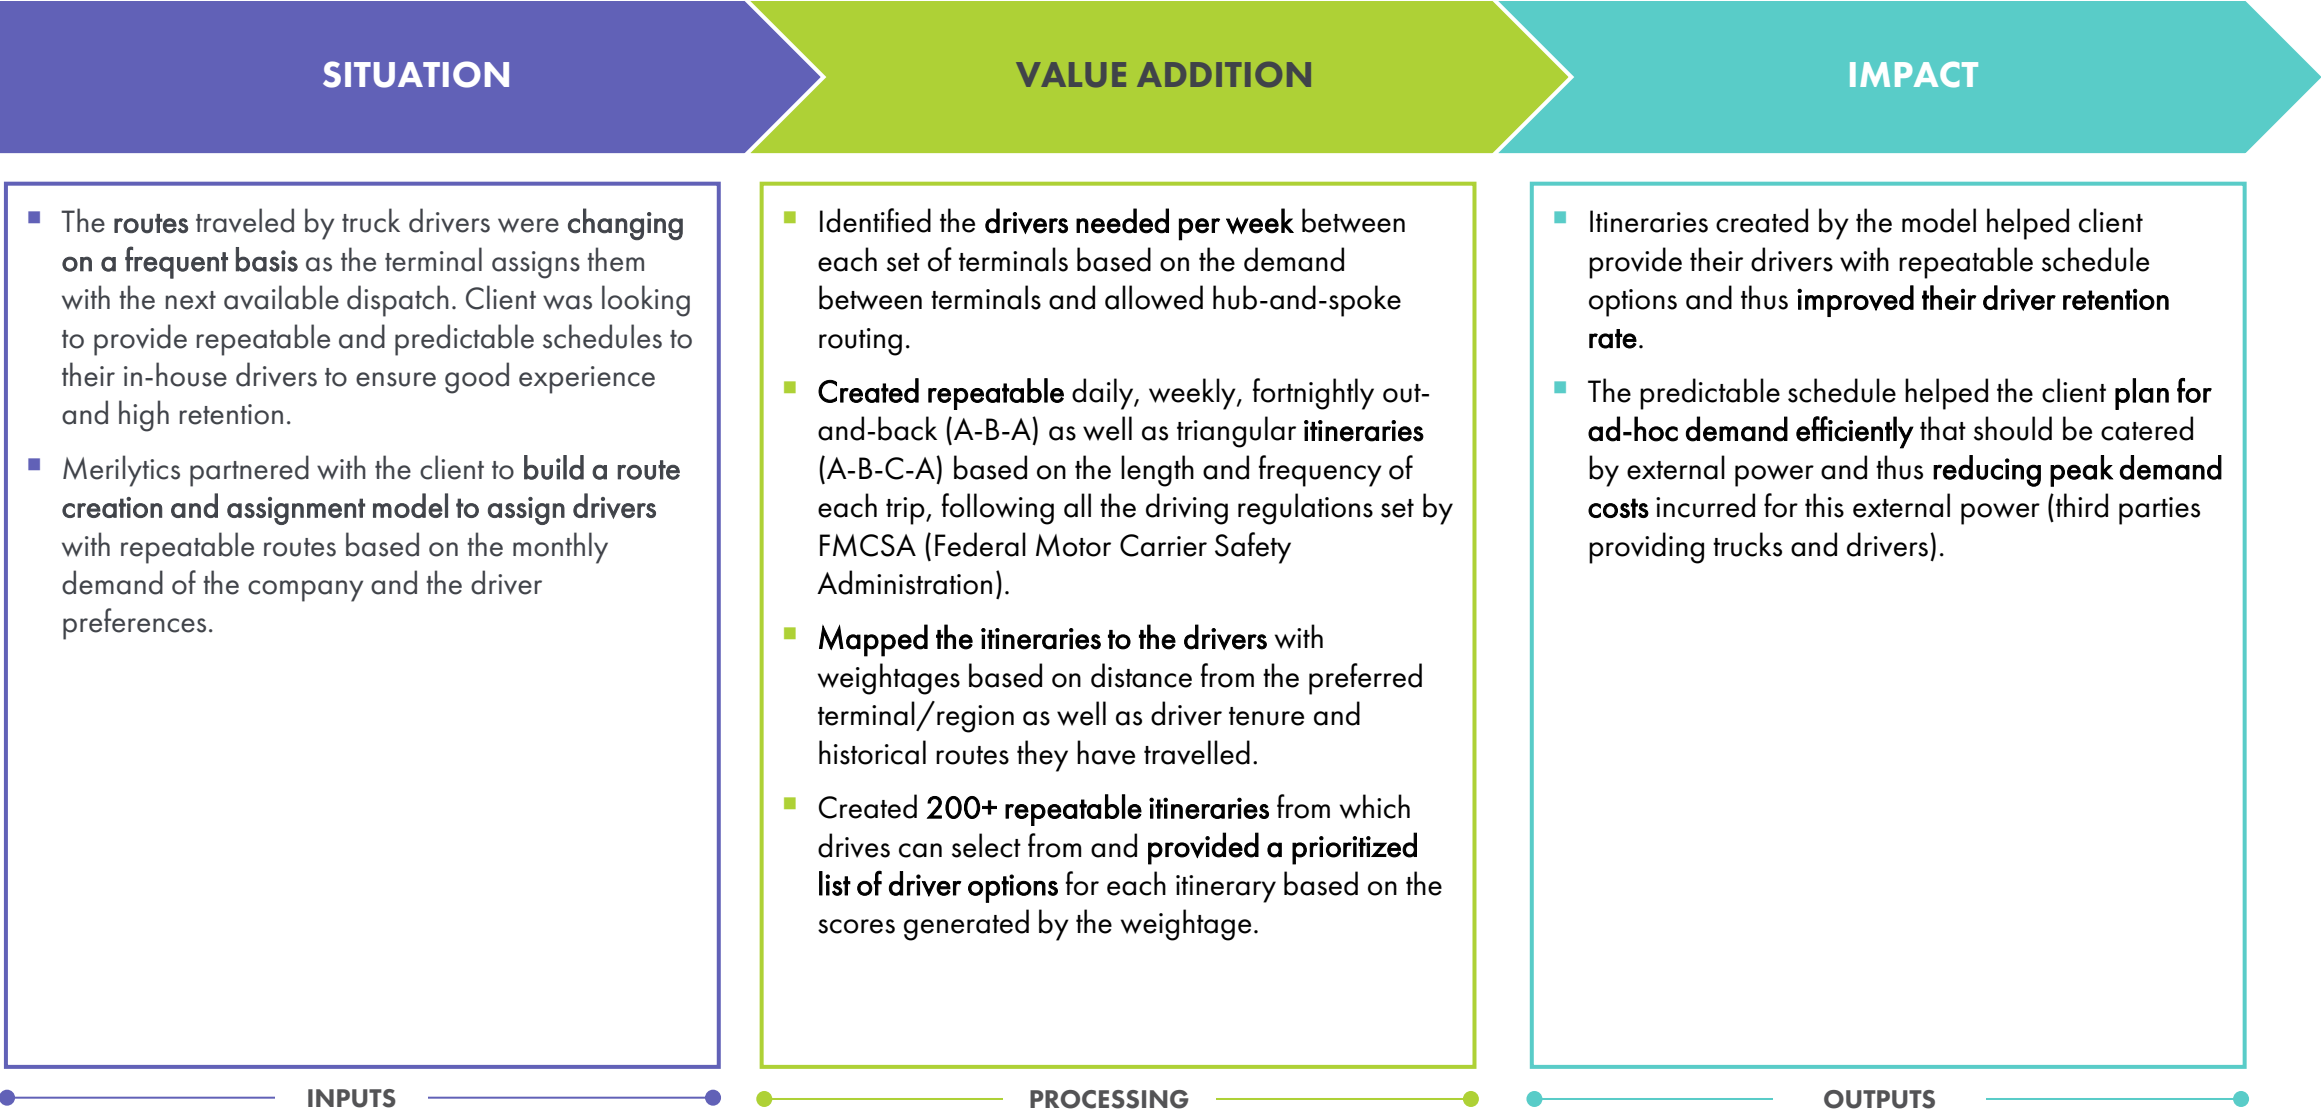 SITUATION
VALUE ADDITION
IMPACT
The routes traveled by truck drivers were changing
on a frequent basis as the terminal assigns them
with the next available dispatch. Client was looking
to provide repeatable and predictable schedules to
their in-house drivers to ensure good experience
and high retention.
Merilytics partnered with the client to build a route
creation and assignment model to assign drivers
with repeatable routes based on the monthly
demand of the company and the driver
preferences.
Identified the drivers needed per week between
each set of terminals based on the demand
between terminals and allowed hub-and-spoke
routing.
Created repeatable daily, weekly, fortnightly out-
and-back (A-B-A) as well as triangular itineraries
(A-B-C-A) based on the length and frequency of
each trip, following all the driving regulations set by
FMCSA (Federal Motor Carrier Safety
Administration).
Mapped the itineraries to the drivers with
weightages based on distance from the preferred
terminal/region as well as driver tenure and
historical routes they have travelled.
Created 200+ repeatable itineraries from which
drives can select from and provided a prioritized
list of driver options for each itinerary based on the
scores generated by the weightage.
Itineraries created by the model helped client
provide their drivers with repeatable schedule
options and thus improved their driver retention
rate.
The predictable schedule helped the client plan for
ad-hoc demand efficiently that should be catered
by external power and thus reducing peak demand
costs incurred for this external power (third parties
providing trucks and drivers).
INPUTS
PROCESSING
OUTPUTS